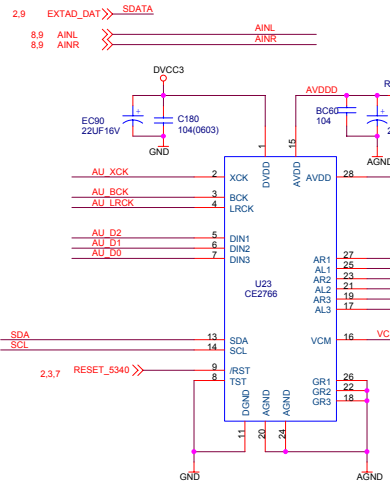 2,9 EXTAD_DAT SDATA
8,9 AINL AINL
8,9 AINR AINR
DVCC3
AVDDD
R
EC90
22UF16V
C180
104(0603)
BC60
104
2
GND
AGND
1
15
DVDD
AVDD
AU_XCK 2 XCK AVDD 28
AU_BCK 3 BCK
AU_LRCK 4 LRCK
AU_D2 5 DIN1
AU_D1 6 DIN2
AU_D0 7 DIN3
U23
CE2766
AR1 27
AL1 25
AR2 23
AL2 21
AR3 19
AL3 17
SDA 13 SDA VCM 16 VC
SCL 14 SCL
2,3,7 RESET_5340 9 /RST
8 TST
GR1 26
GR2 22
GR3 18
DGND
AGND
AGND
11
20
24
GND
AGND